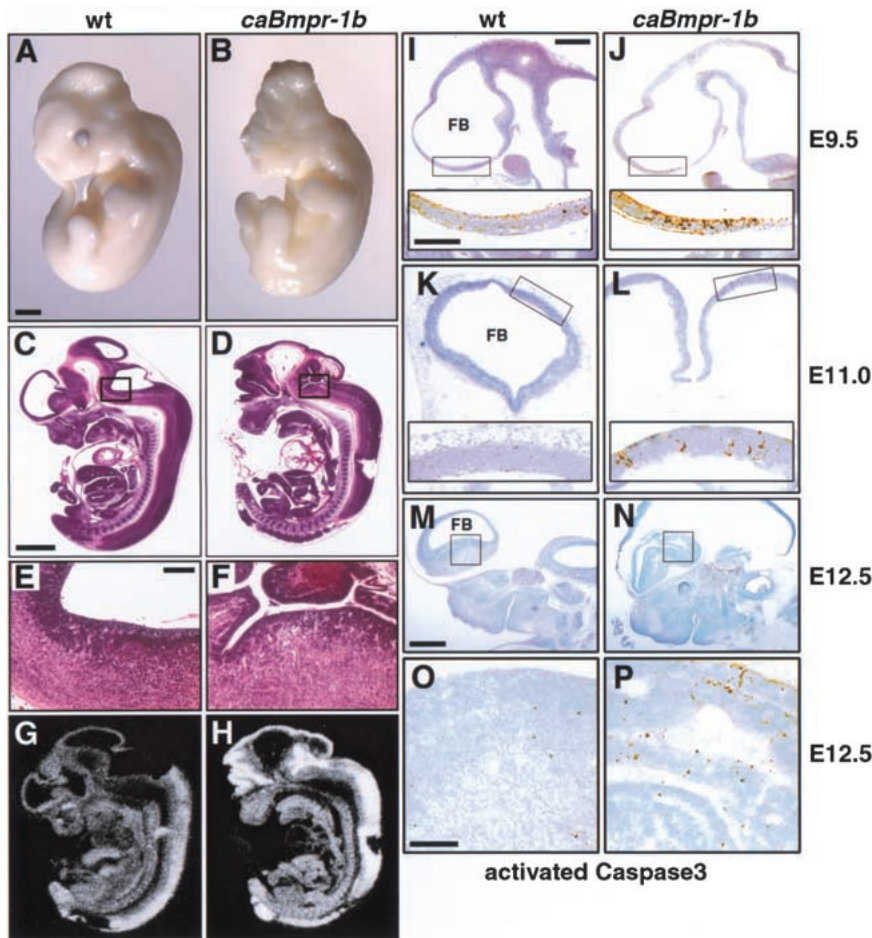 wt
caBmpr-1b
wt
caBmpr-1b
A
B
I
J
FB
E9.5
K
L
FB
E11.0
C
D
M
N
FB
E12.5
E
F
O
P
E12.5
G
H
activated Caspase3